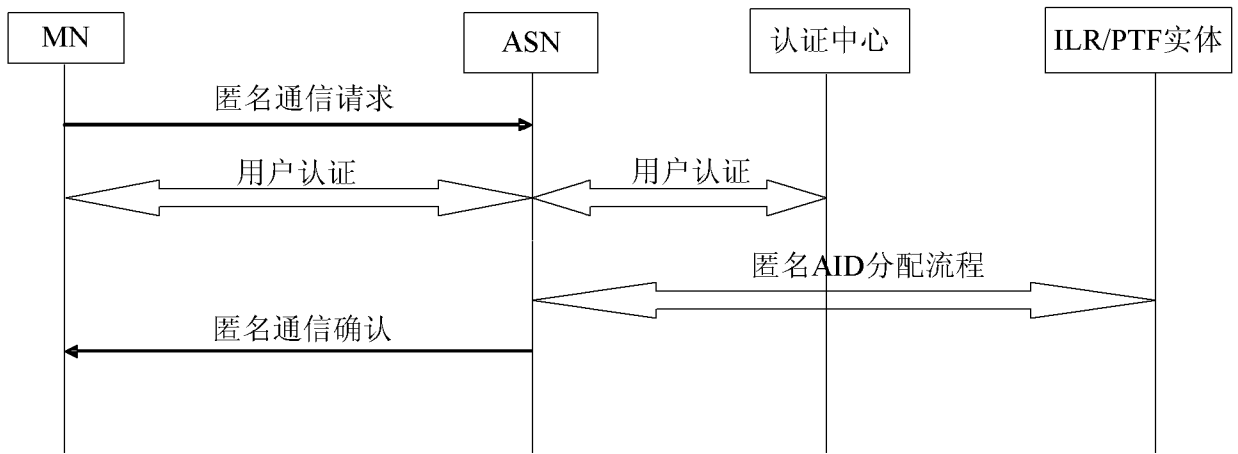 MN
ASN
认证中心
ILR/PTF实体
匿名通信请求
用户认证
用户认证
匿名AID分配流程
匿名通信确认